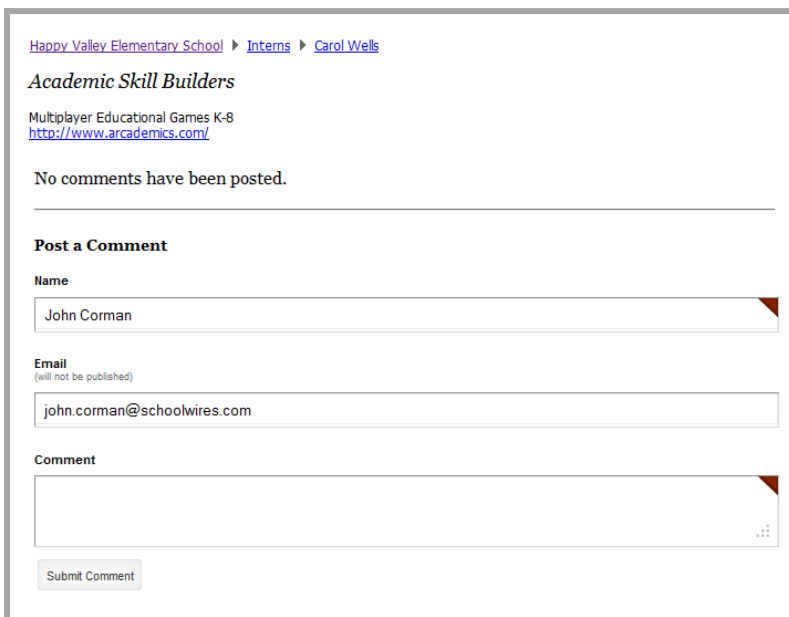 Happy Valley Elementary School Interns Carol Wells
Academic Skill Builders
Multiplayer Educational Games K-8
http://www.arcademics.com/
No comments have been posted.
Post a Comment
Name
John Corman
Email
(will not be published)
john.corman@schoolwires.com
Comment
Submit Comment